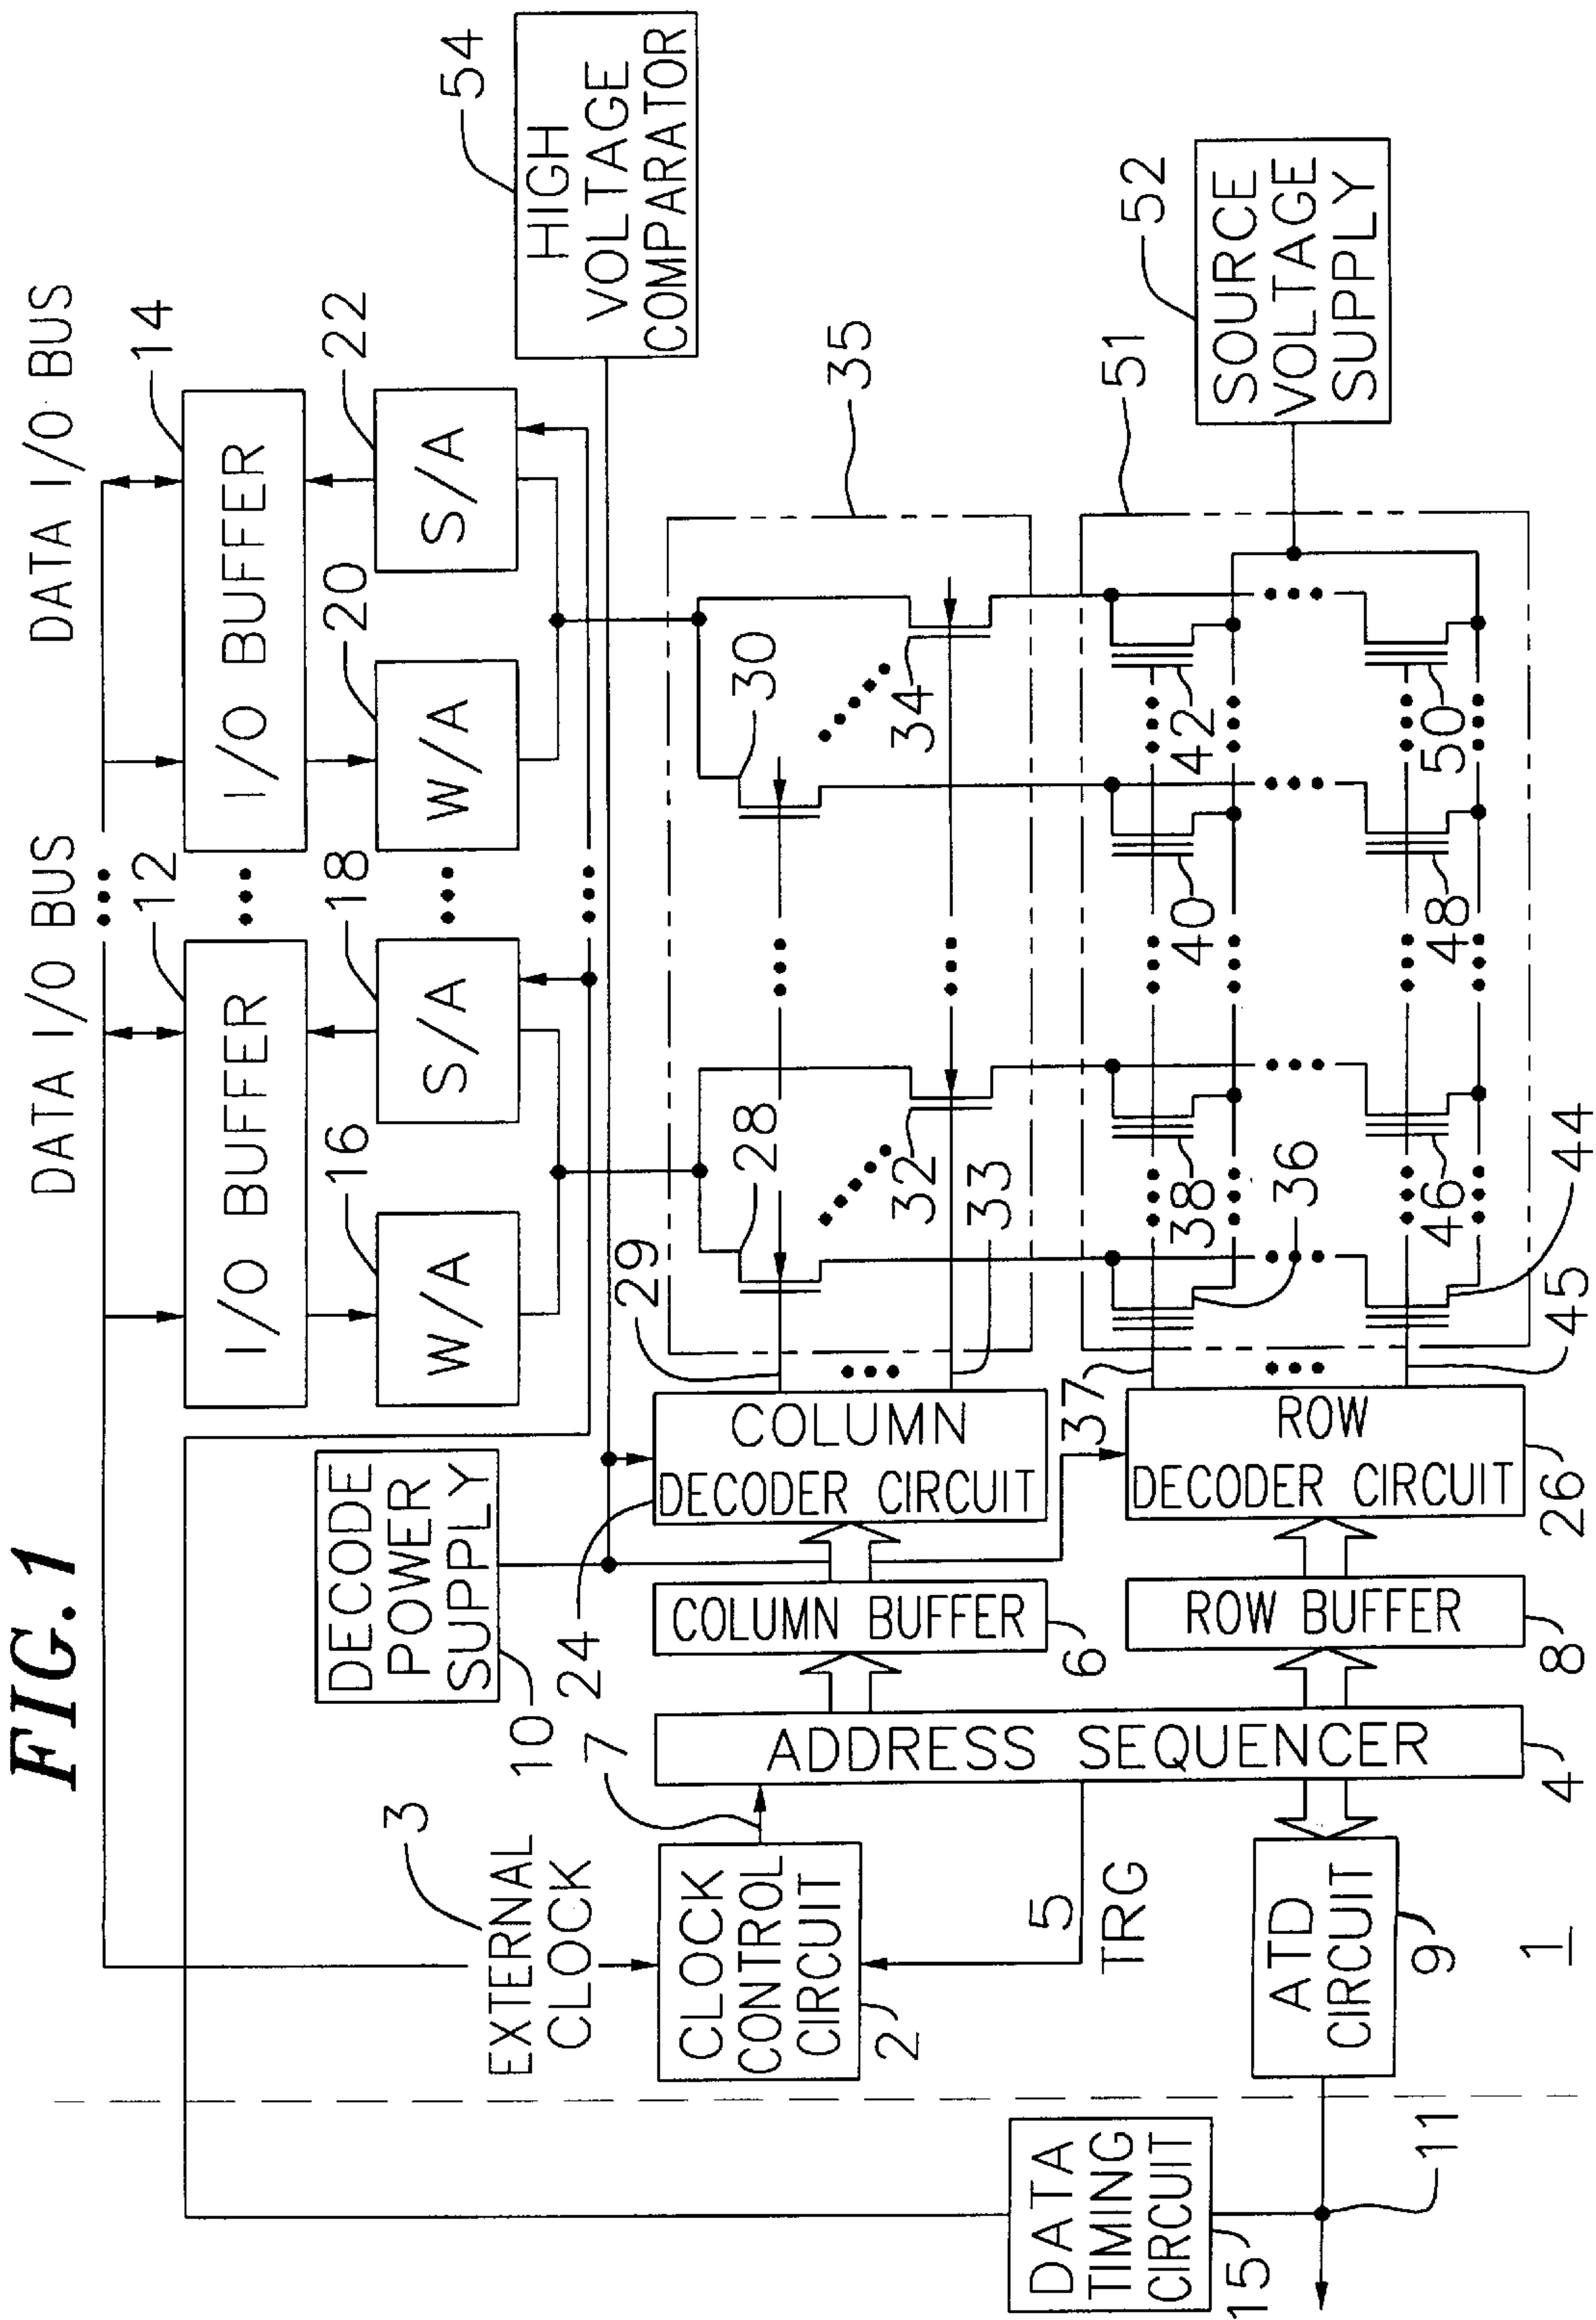 FIG.1
DATA I/O BUS
DATA I/O BUS
12
14
I/O BUFFER
I/O BUFFER
16
18
20
22
W/A
S/A
W/A
S/A
54
HIGH
VOLTAGE
COMPARATOR
3
EXTERNAL
CLOCK
DECODE
POWER
SUPPLY
10
7
24
29
28
30
35
CLOCK
CONTROL
CIRCUIT
2
5
TRG
ADDRESS SEQUENCER
4
COLUMN BUFFER
6
COLUMN
DECODER CIRCUIT
32
33
34
37
51
52
SOURCE
VOLTAGE
SUPPLY
ROW BUFFER
8
ROW
DECODER CIRCUIT
26
36
38
40
42
44
45
46
48
50
DATA
TIMING
CIRCUIT
15
ATD
CIRCUIT
9
11
1